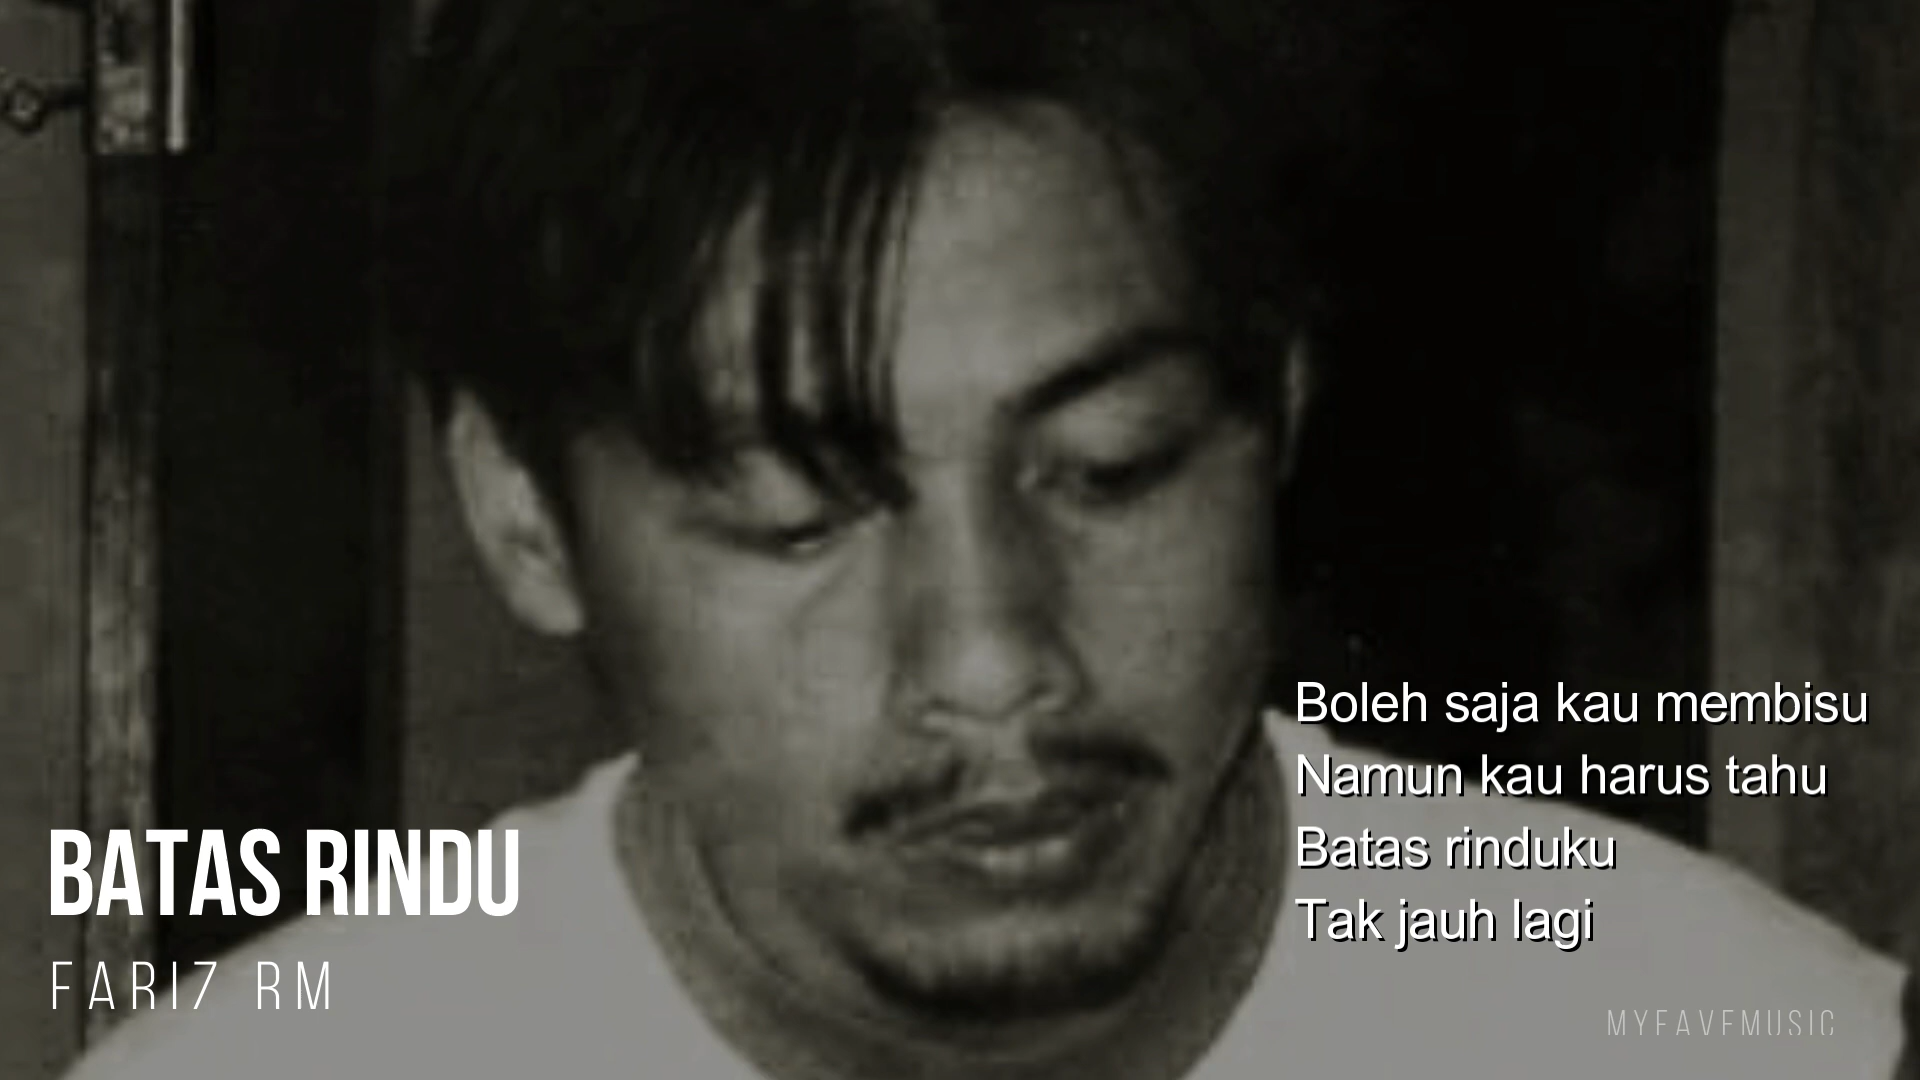 Boleh saja kau membisu
Namun kau harus tahu
Batas rinduku
Tak jauh lagi
BATAS RINDU
FARIZ RM
MYFAVEMUSIC